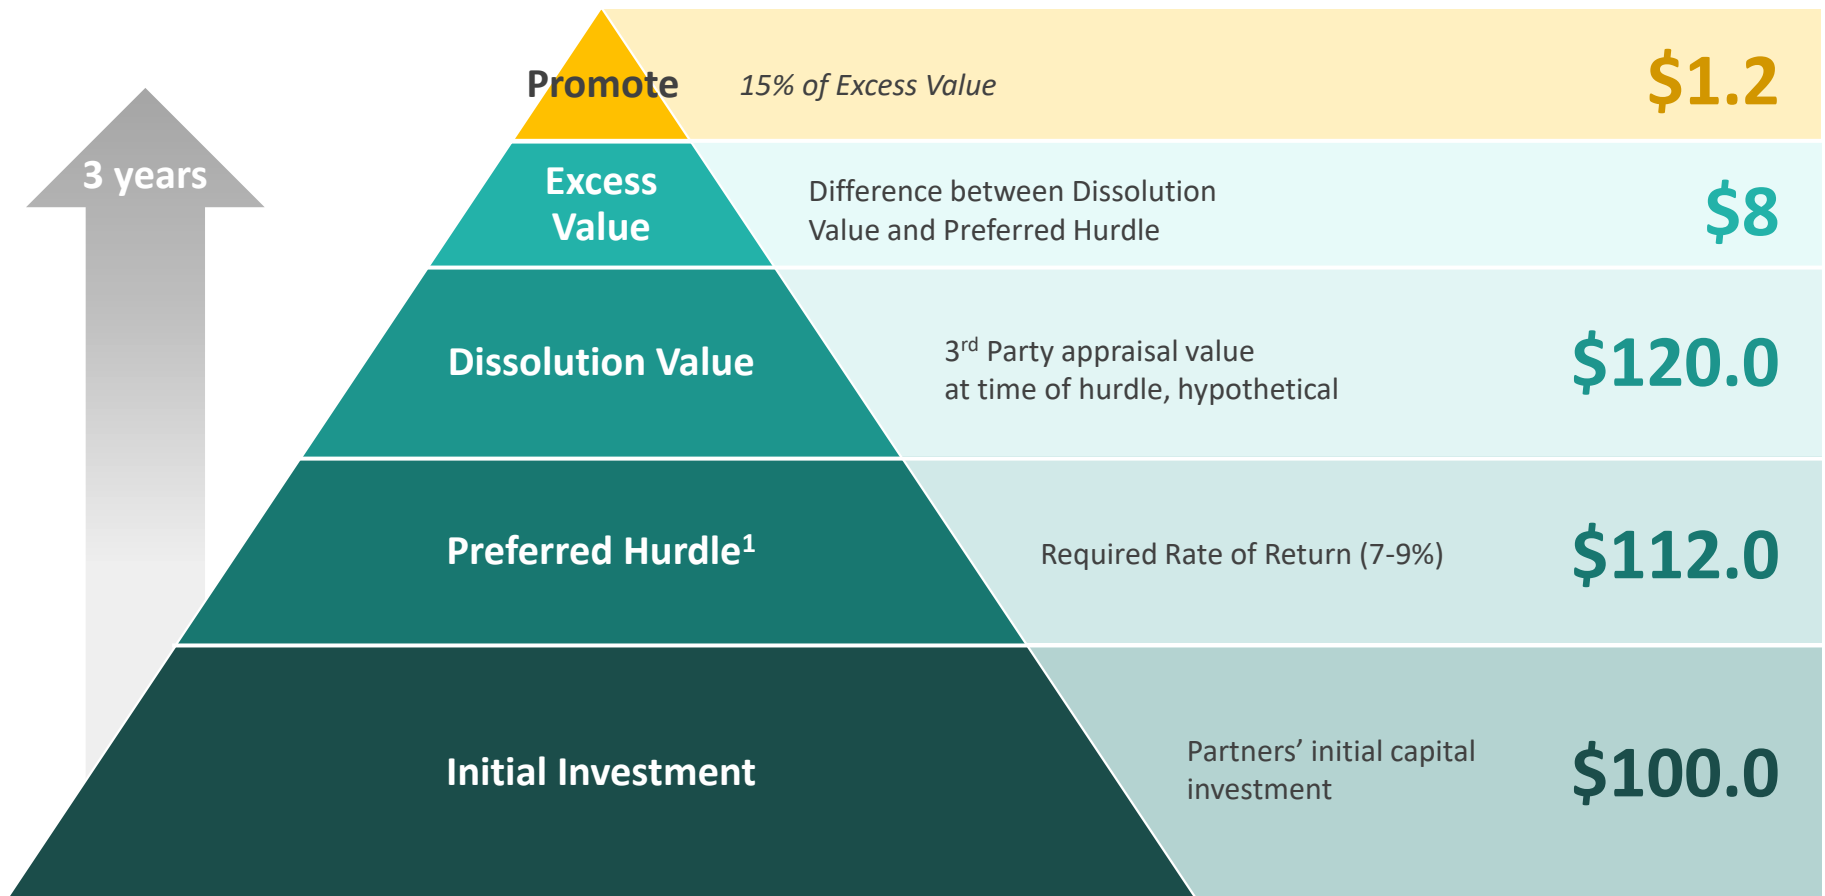 Promote
15% of Excess Value
$1.2
3 years
Excess
Value
Difference between Dissolution
Value and Preferred Hurdle
$8
Dissolution Value
3rd Party appraisal value
at time of hurdle, hypothetical
$120.0
Preferred Hurdle1
Required Rate of Return (7-9%)
$112.0
Initial Investment
Partners’ initial capital
investment
$100.0